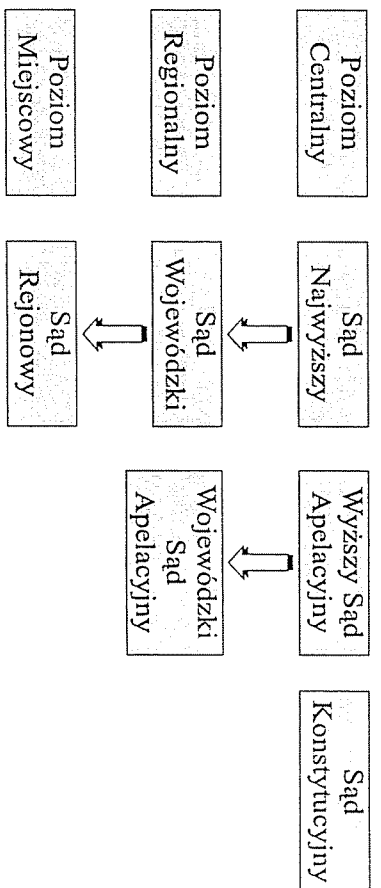 Poziom
Centralny
Sąd
Najwyższy
Wyższy Sąd
Apelacyjny
Sąd
Konstytucyjny
Poziom
Regionalny
Sąd
Wojewódzki
Wojewódzki
Sąd
Apelacyjny
Poziom
Miejscowy
Sąd
Rejonowy